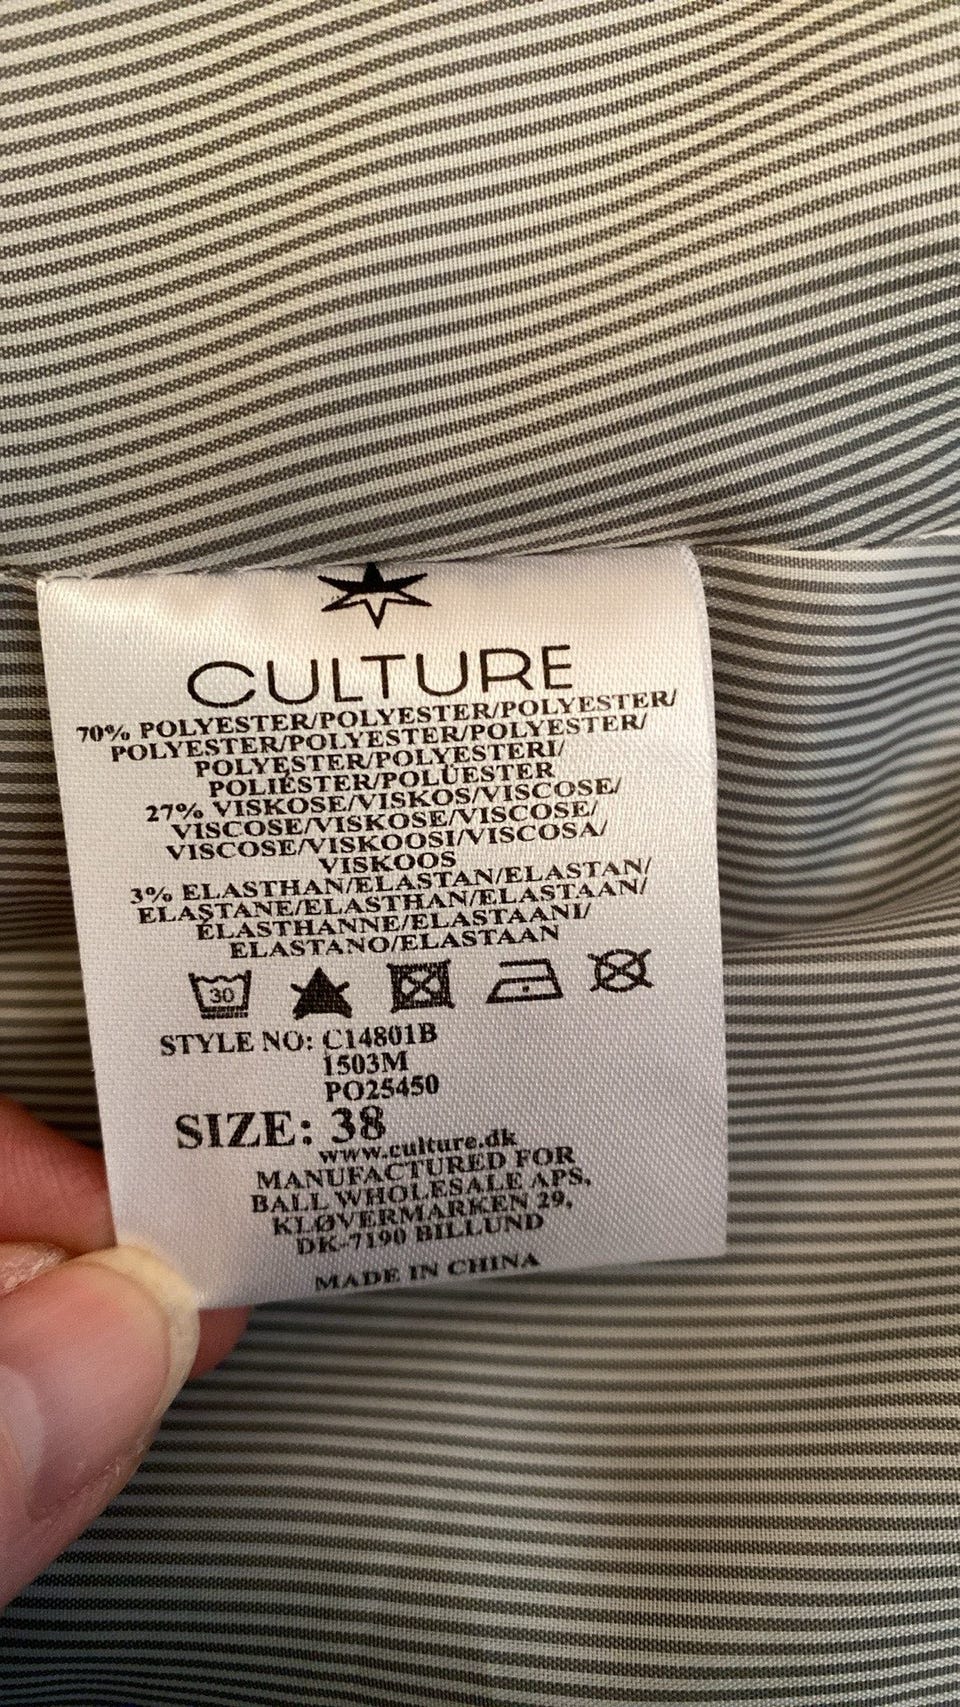 CULTURE
70% POLYESTER/POLYESTER/POLYESTER/
POLYESTER/POLYESTER/POLYESTER/
POLYESTER/POLYESTERI/
POLIÉSTER/POLÜESTER
27% VISKOSE/VISKOS/VISCOSE/
VISCOSE/VISKOSE/VISCOSE/
VISCOSE/VISKOOSI/VISCOSA/
VISKOOS
3% ELASTHAN/ELASTAN/ELASTAN/
ELASTANE/ELASTHAN/ELASTAAN/
ÉLASTHANNE/ELASTAANI/
ELASTANO/ELASTAAN
30
STYLE NO: C14801B
1503M
PO25450
SIZE: 38
www.culture.dk
MANUFACTURED FOR
BALL WHOLESALE APS,
KLØVERMARKEN 29,
DK-7190 BILLUND
MADE IN CHINA